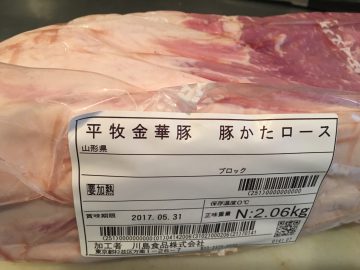 平牧金華豚 豚かたロース
山形県
ブロック
要加熱
(251)0000000000
保存温度0℃
賞味期限 2017.05.31 正味重量 N:2.06kg
加工者 川島食品株式会社